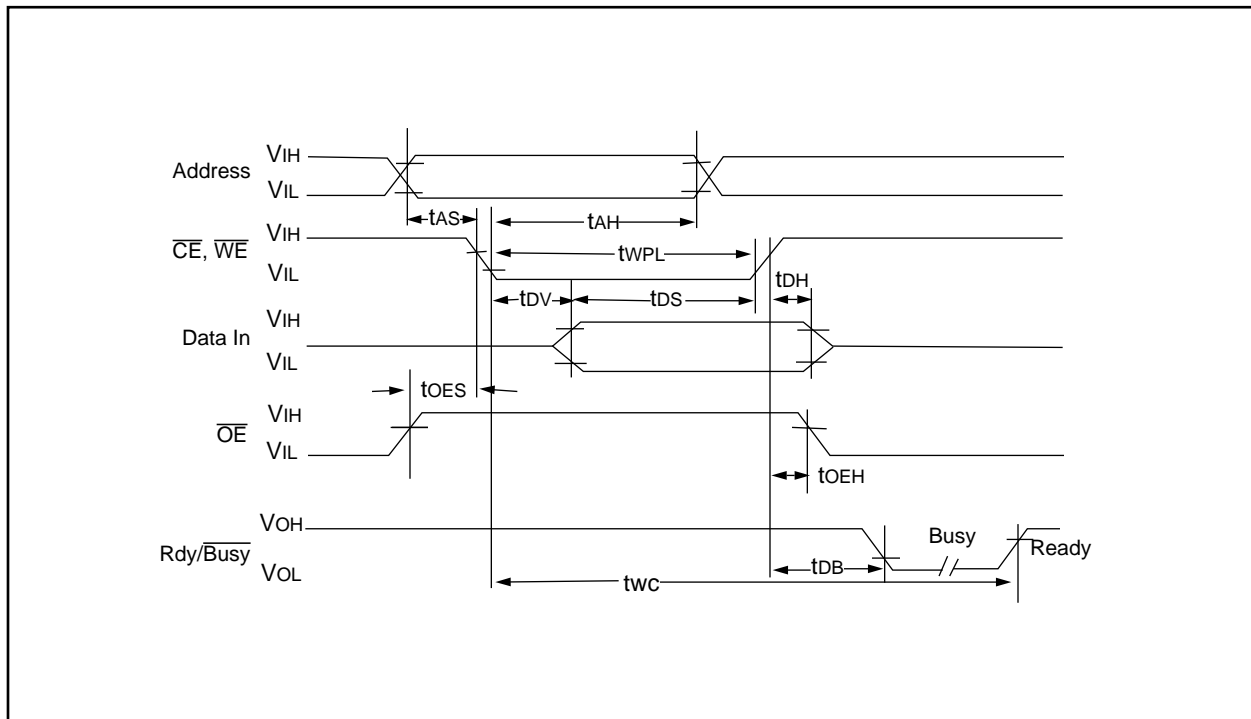 Address
VIH
VIL
tAS
tAH
CE, WE
VIH
VIL
tWPL
tDH
tDV
tDS
Data In
VIH
VIL
tOES
OE
VIH
VIL
tOEH
Rdy/Busy
VOH
VOL
Busy
Ready
tDB
twc